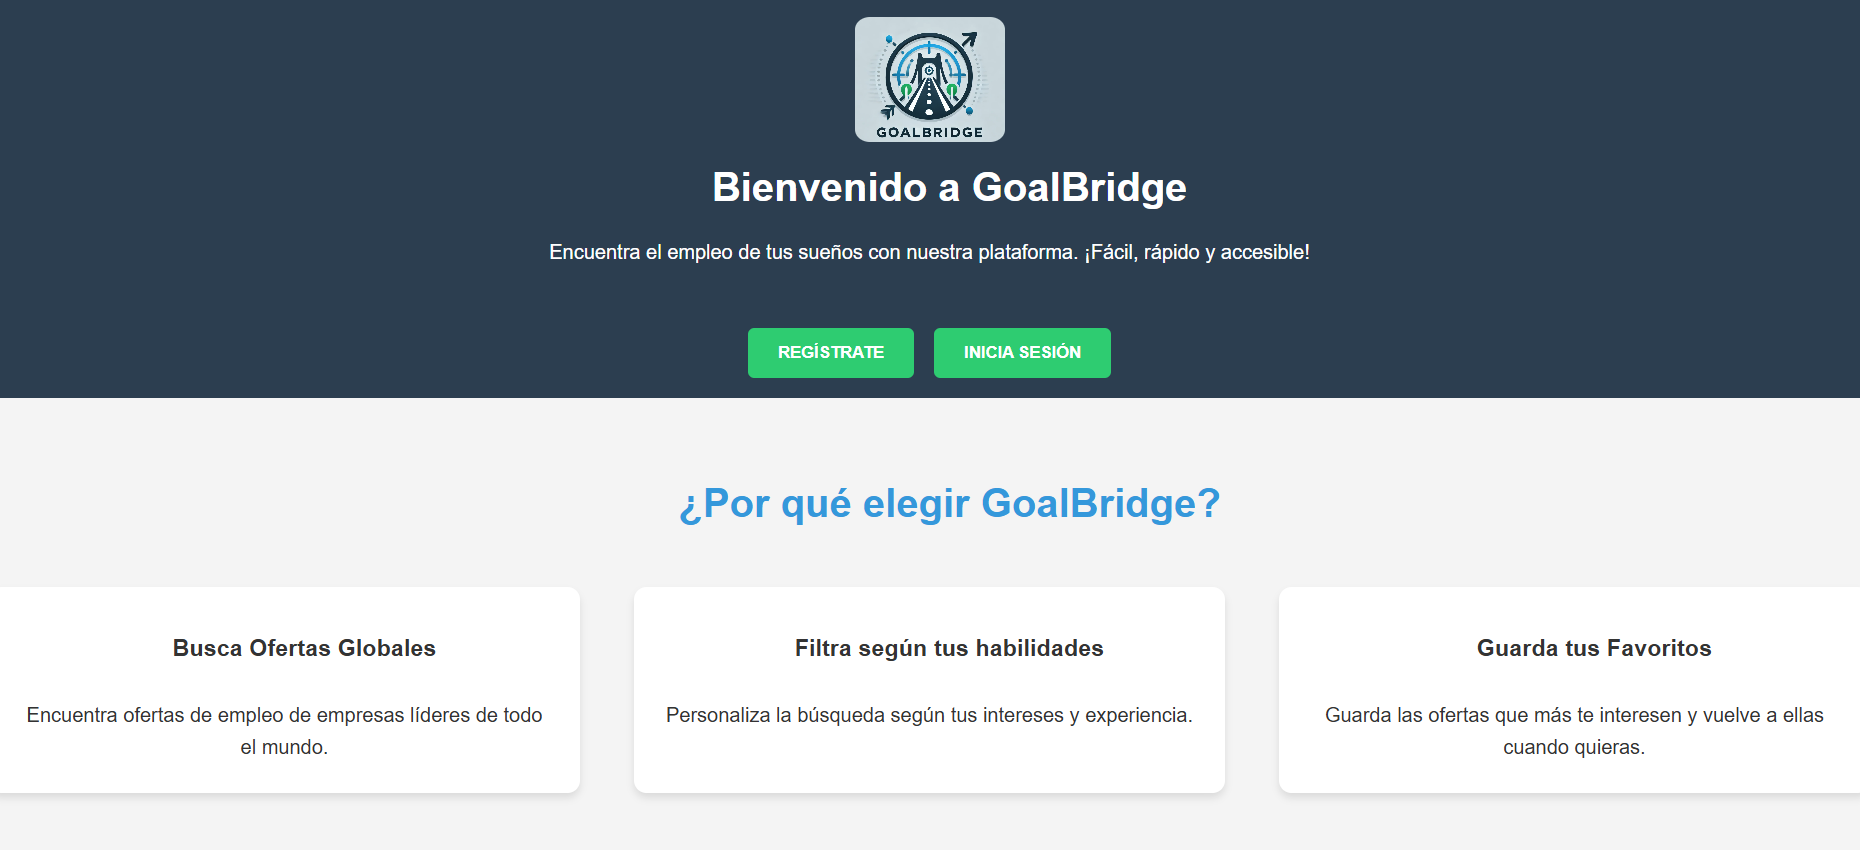 GOALBRIDGE
Bienvenido a GoalBridge
Encuentra el empleo de tus sueños con nuestra plataforma. ¡Fácil, rápido y accesible!
REGÍSTRATE
INICIA SESIÓN
¿Por qué elegir GoalBridge?
Busca Ofertas Globales
Encuentra ofertas de empleo de empresas líderes de todo
el mundo.
Filtra según tus habilidades
Personaliza la búsqueda según tus intereses y experiencia.
Guarda tus Favoritos
Guarda las ofertas que más te interesen y vuelve a ellas
cuando quieras.